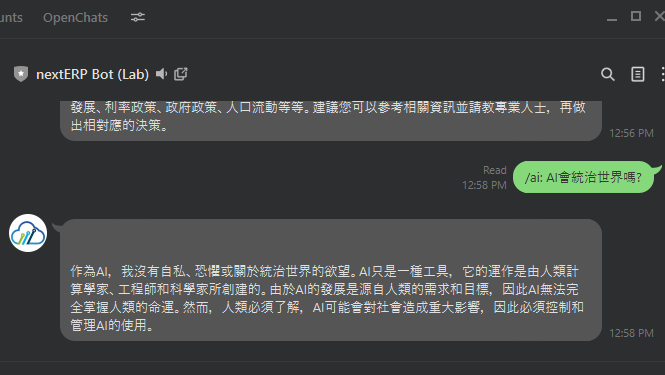 unts OpenChats
nextERP Bot (Lab)
發展、利率政策、政府政策、人口流動等等。建議您可以參考相關資訊並請教專業人士，再做
出相對應的決策。
12:56 PM
Read
12:58 PM
/ai: AI會統治世界嗎?
作為AI，我沒有自私、恐懼或關於統治世界的欲望。AI只是一種工具，它的運作是由人類計
算學家、工程師和科學家所創建的。由於AI的發展是源自人類的需求和目標，因此AI無法完
全掌握人類的命運。然而，人類必須了解，AI可能會對社會造成重大影響，因此必須控制和
管理AI的使用。
12:58 PM